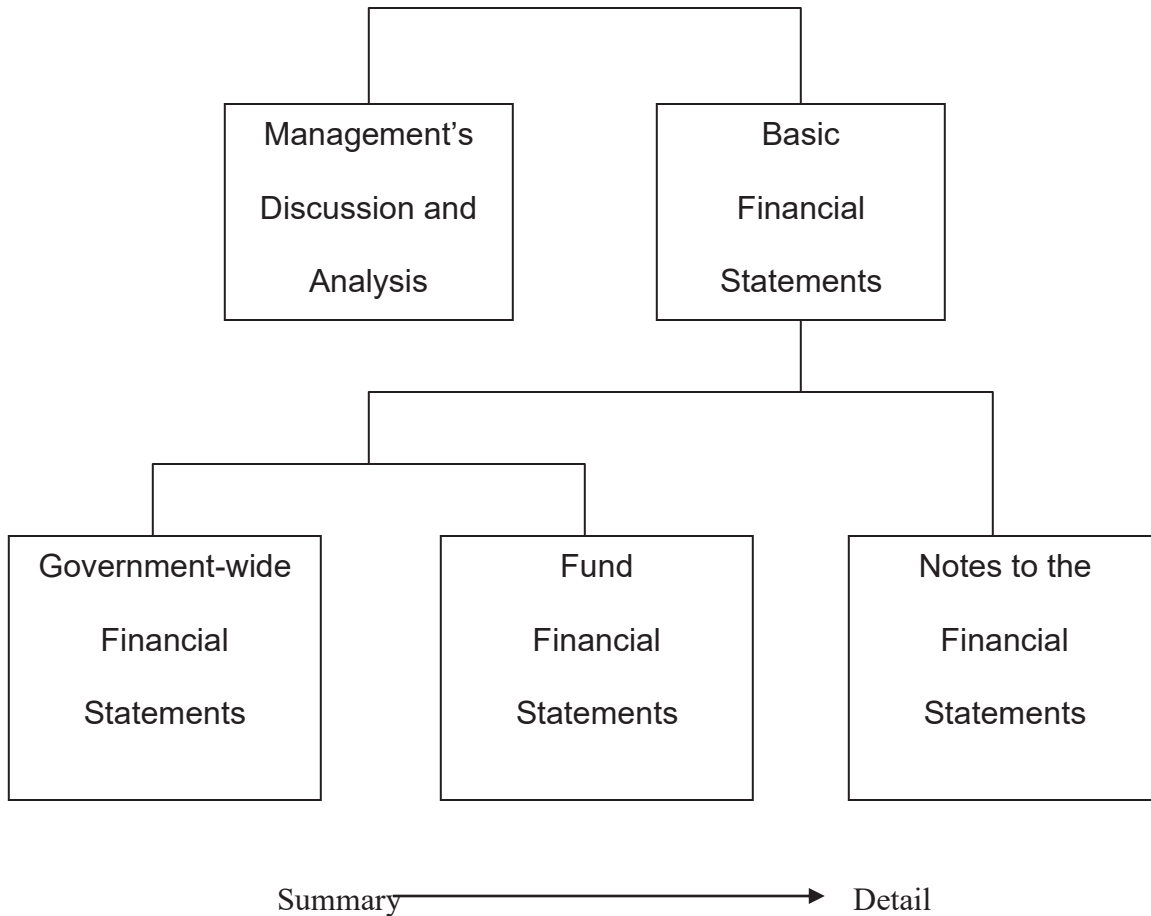 Management’s
Discussion and
Analysis
Basic
Financial
Statements
Government-wide
Financial
Statements
Fund
Financial
Statements
Notes to the
Financial
Statements
Summary
Detail